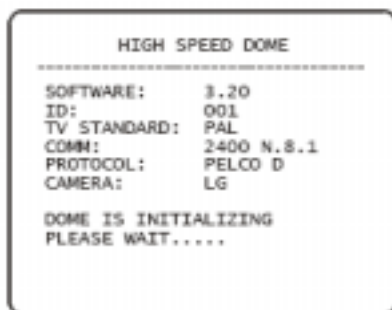 HIGH SPEED DOME
SOFTWARE: 3.20
ID: 001
TV STANDARD: PAL
COMM: 2400 N.8.1
PROTOCOL: PELCO D
CAMERA: LG
DOME IS INITIALIZING
PLEASE WAIT.....